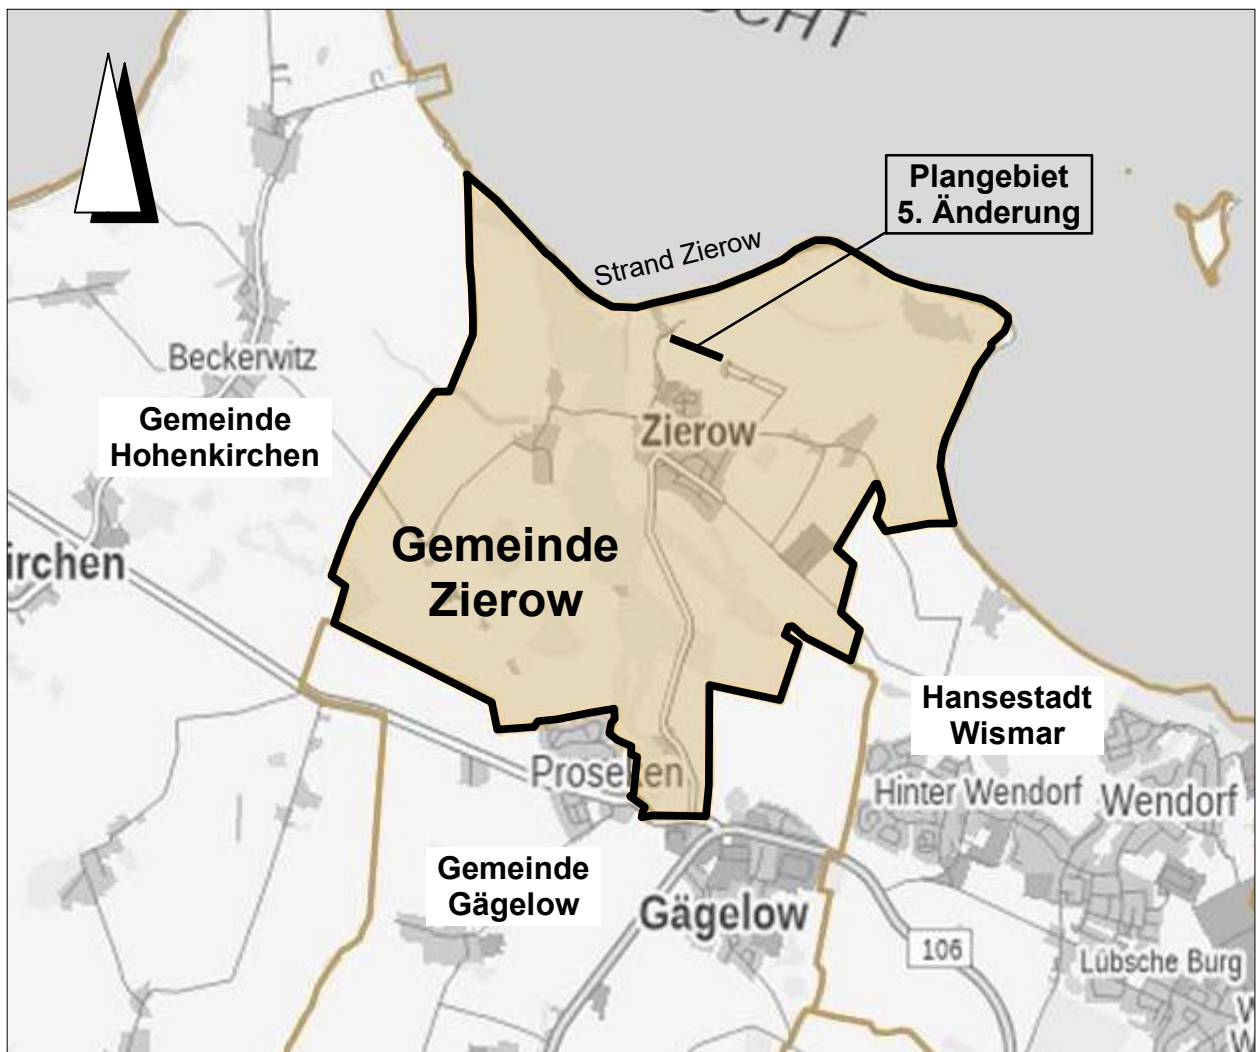 UCHT
Plangebiet
5. Änderung
Strand Zierow
Beckerwitz
Gemeinde
Hohenkirchen
Zierow
irchen
Gemeinde
Zierow
Hansestadt
Wismar
Proseken
Hinter Wendorf
Wendorf
Gemeinde
Gägelow
Gägelow
106
Lübsche Burg
W
W